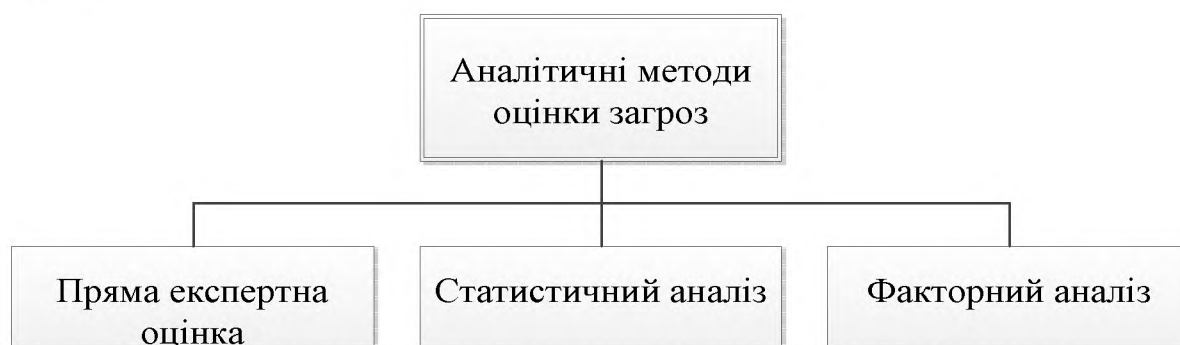 Аналітичні методи
оцінки загроз
Пряма експертна
оцінка
Статистичний аналіз
Факторний аналіз